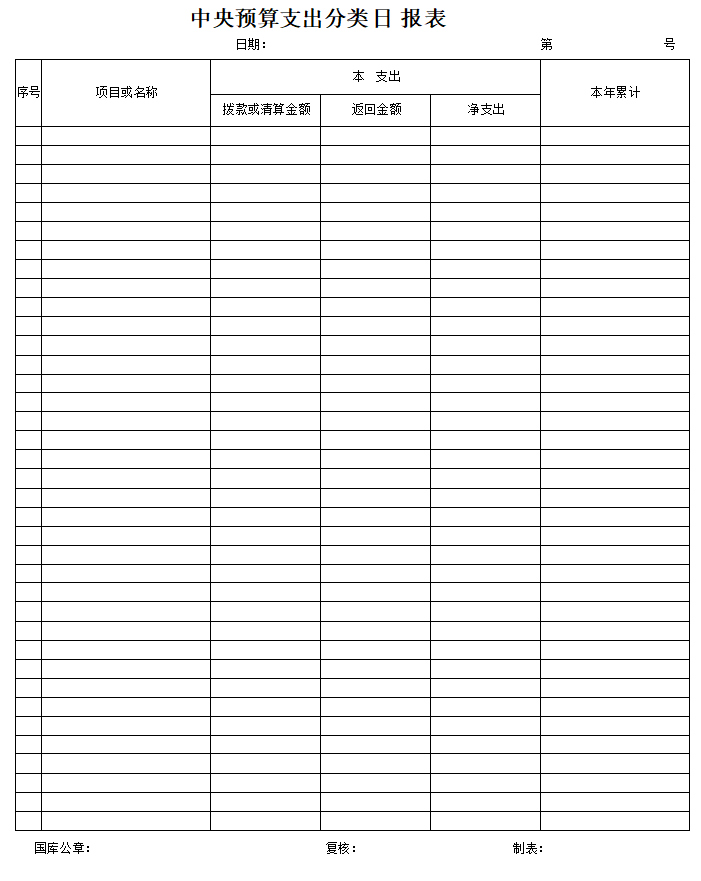 中央预算支出分类日 报表
日期： 第 号
序号 项目或名称 本 支出 本年累计
拨款或清算金额 返回金额 净支出
国库公章： 复核： 制表：